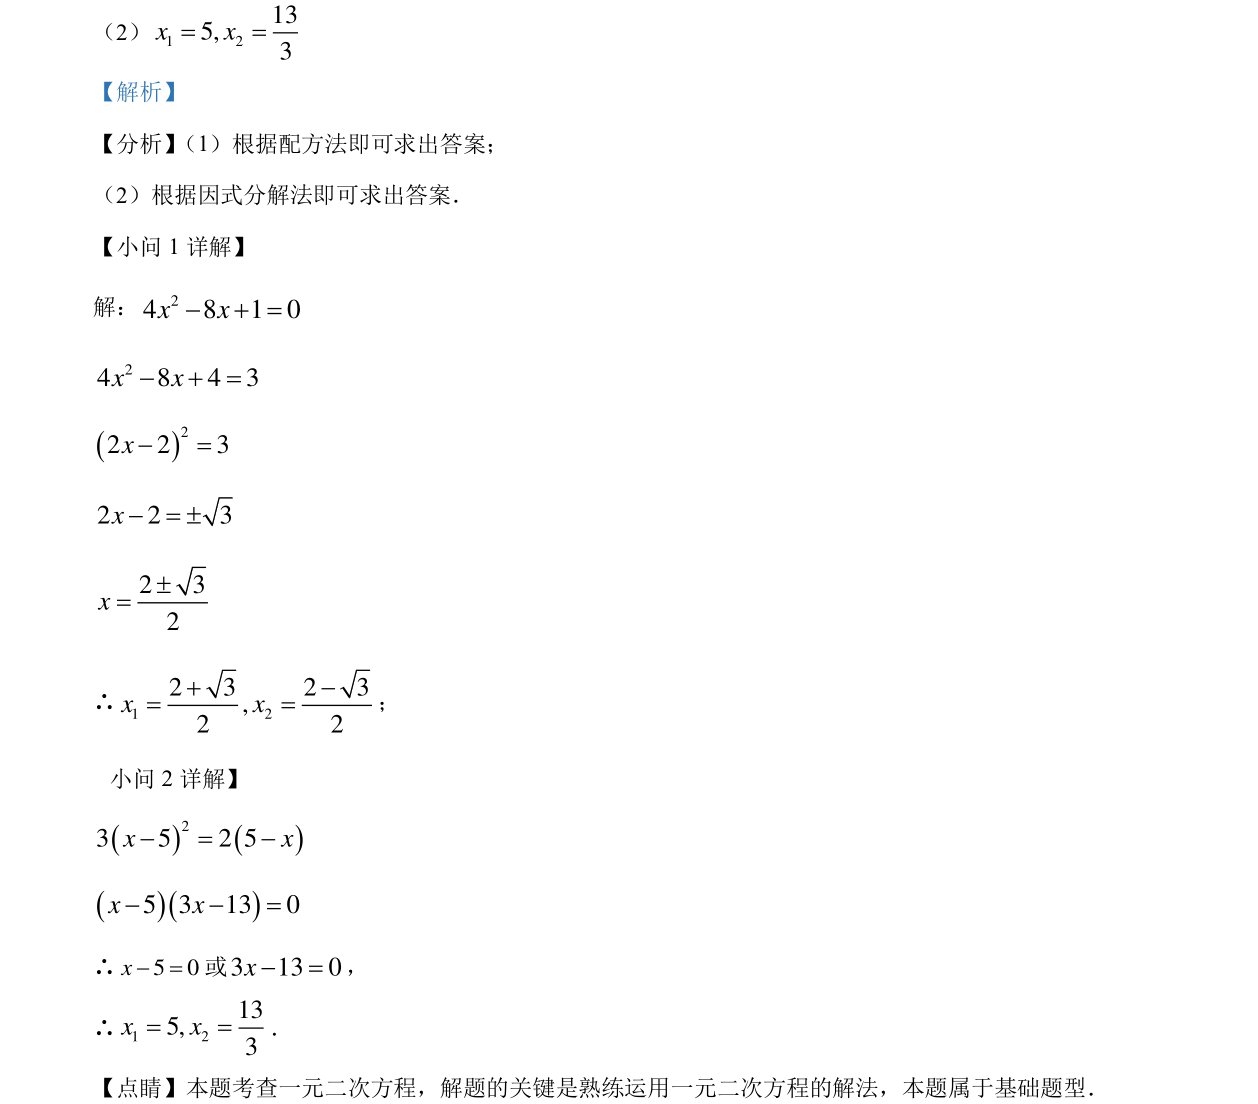 （2）x₁ = 5, x₂ = 13/3
【解析】
【分析】（1）根据配方法即可求出答案；
（2）根据因式分解法即可求出答案．
【小问 1 详解】
解：4x² − 8x + 1 = 0
4x² − 8x + 4 = 3
(2x − 2)² = 3
2x − 2 = ±√3
x = (2 ± √3)/2
∴ x₁ = (2 + √3)/2, x₂ = (2 − √3)/2；
小问 2 详解】
3(x − 5)² = 2(5 − x)
(x − 5)(3x − 13) = 0
∴ x − 5 = 0 或 3x − 13 = 0，
∴ x₁ = 5, x₂ = 13/3．
【点睛】本题考查一元二次方程，解题的关键是熟练运用一元二次方程的解法，本题属于基础题型．